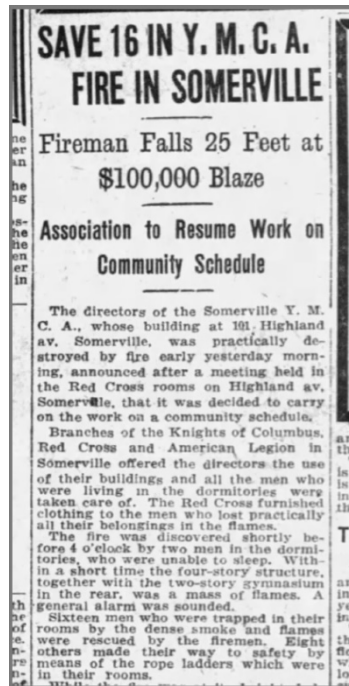 SAVE 16 IN Y. M. C. A.
FIRE IN SOMERVILLE
Fireman Falls 25 Feet at
$100,000 Blaze
Association to Resume Work on
Community Schedule
The directors of the Somerville Y. M.
C. A., whose building at 101 Highland
av, Somerville, was practically de-
stroyed by fire early yesterday morn-
ing, announced after a meeting held in
the Red Cross rooms on Highland av,
Somerville, that it was decided to carry
on the work on a community schedule.
Branches of the Knights of Columbus,
Red Cross and American Legion in
Somerville offered the directors the use
of their buildings and all the men who
were living in the dormitories were
taken care of. The Red Cross furnished
clothing to the men who lost practically
all their belongings in the flames.
The fire was discovered shortly be-
fore 4 o'clock by two men in the dormi-
tories, who were unable to sleep. With-
in a short time the four-story structure,
together with the two-story gymnasium
in the rear, was a mass of flames. A
general alarm was sounded.
Sixteen men who were trapped in their
rooms by the dense smoke and flames
were rescued by the firemen. Eight
others made their way to safety by
means of the rope ladders which were
in their rooms.